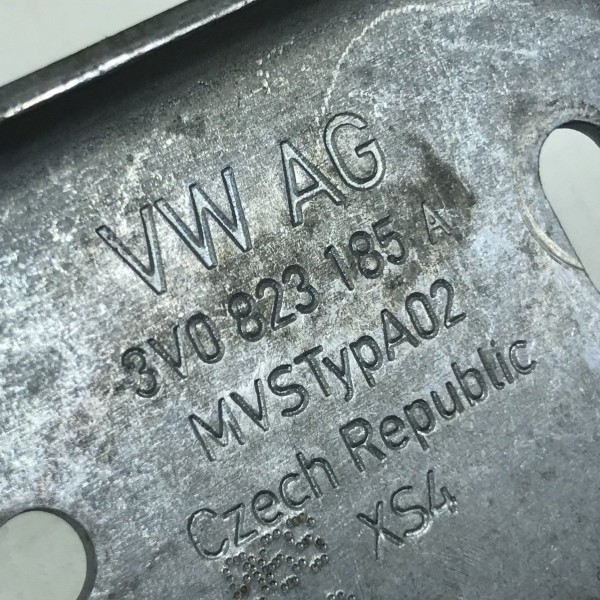 VW AG
3V0 823 185 A
MVSTypA02
Czech Republic
XS4